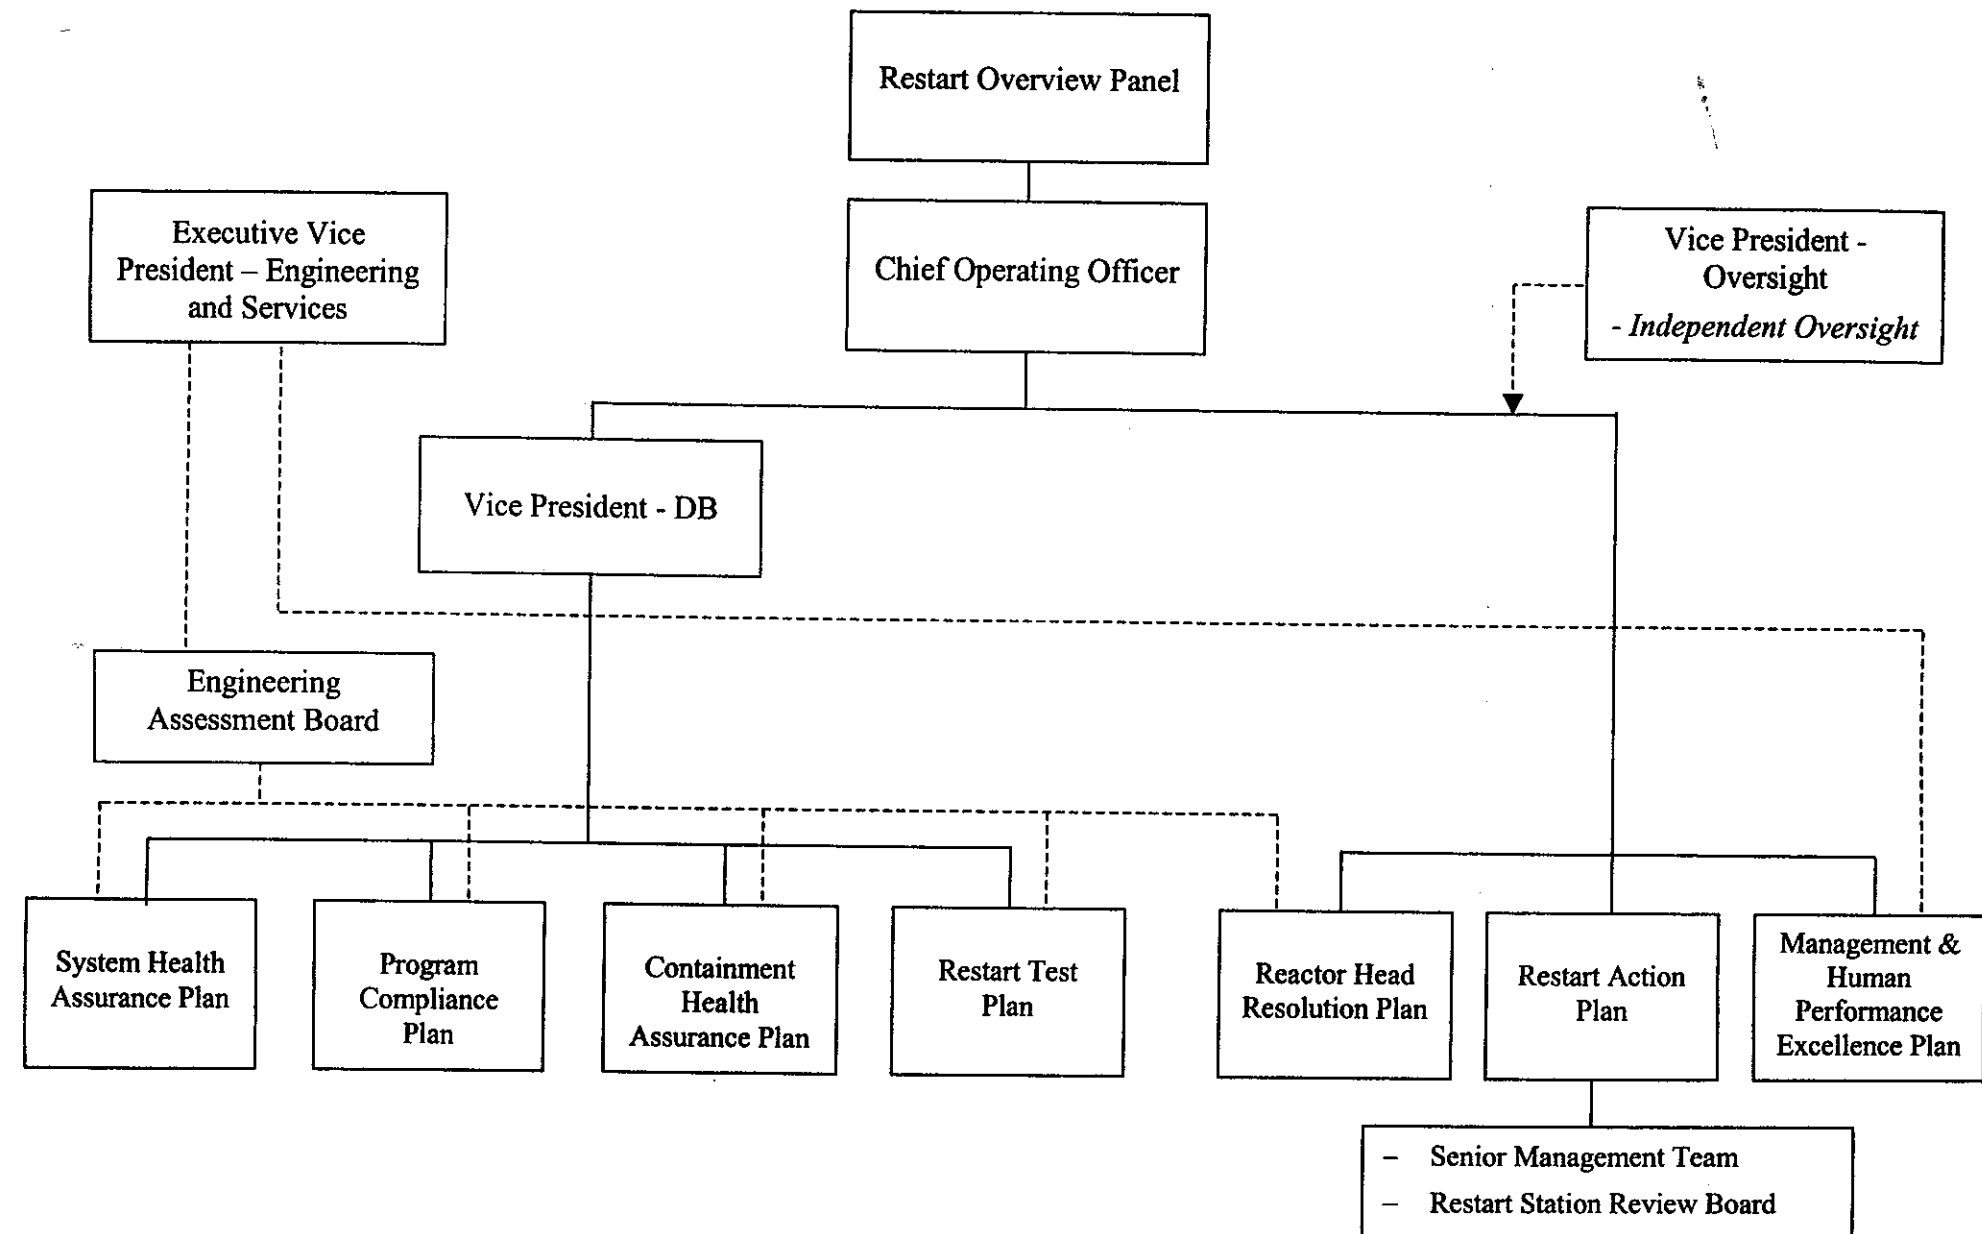 Restart Overview Panel
Executive Vice
President – Engineering
and Services
Chief Operating Officer
Vice President -
Oversight
- Independent Oversight
Vice President - DB
Engineering
Assessment Board
System Health
Assurance Plan
Program
Compliance
Plan
Containment
Health
Assurance Plan
Restart Test
Plan
Reactor Head
Resolution Plan
Restart Action
Plan
Management &
Human
Performance
Excellence Plan
– Senior Management Team
– Restart Station Review Board